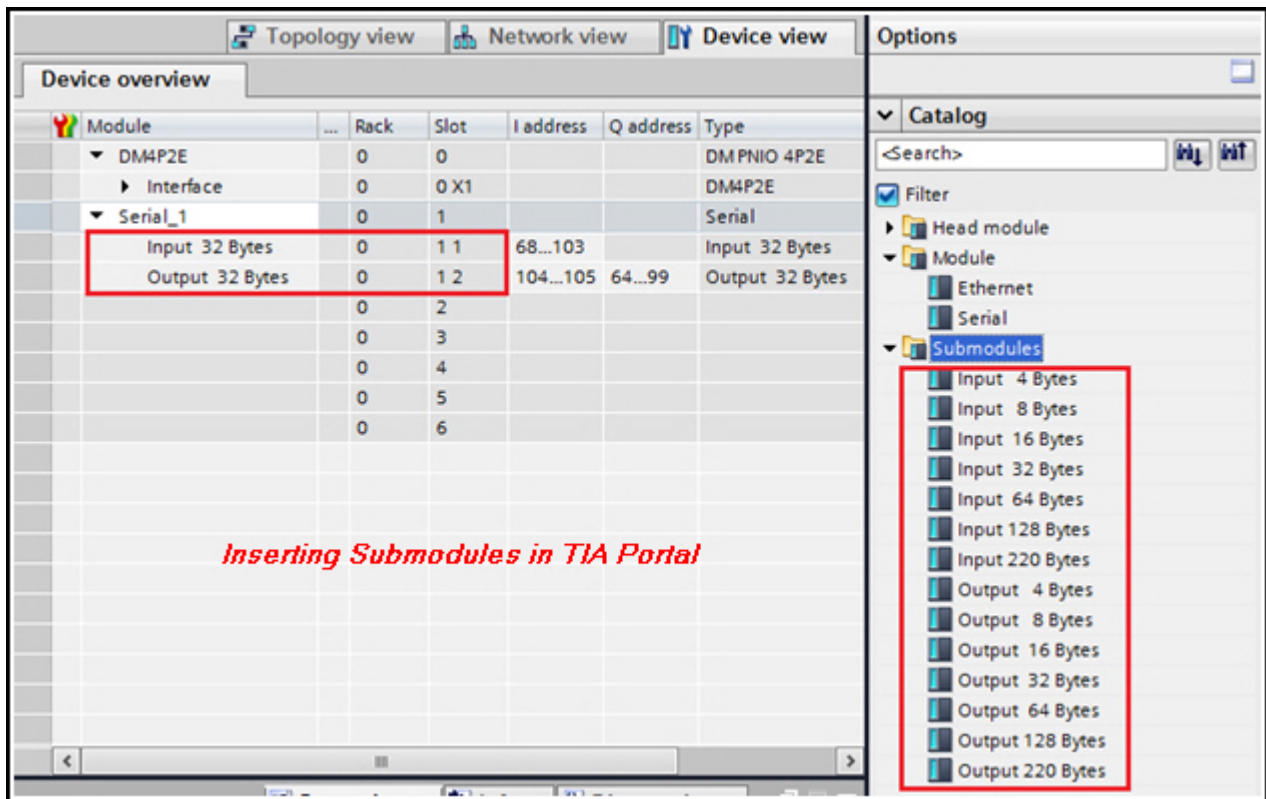 Topology view Network view Device view Options
Device overview
Module ... Rack Slot I address Q address Type
DM4P2E 0 0 DM PNIO 4P2E
Interface 0 0 X1 DM4P2E
Serial_1 0 1 Serial
Input 32 Bytes 0 1 1 68...103 Input 32 Bytes
Output 32 Bytes 0 1 2 104...105 64...99 Output 32 Bytes
0 2
0 3
0 4
0 5
0 6
Inserting Submodules in TIA Portal
Catalog
<Search>
Filter
Head module
Module
Ethernet
Serial
Submodules
Input 4 Bytes
Input 8 Bytes
Input 16 Bytes
Input 32 Bytes
Input 64 Bytes
Input 128 Bytes
Input 220 Bytes
Output 4 Bytes
Output 8 Bytes
Output 16 Bytes
Output 32 Bytes
Output 64 Bytes
Output 128 Bytes
Output 220 Bytes